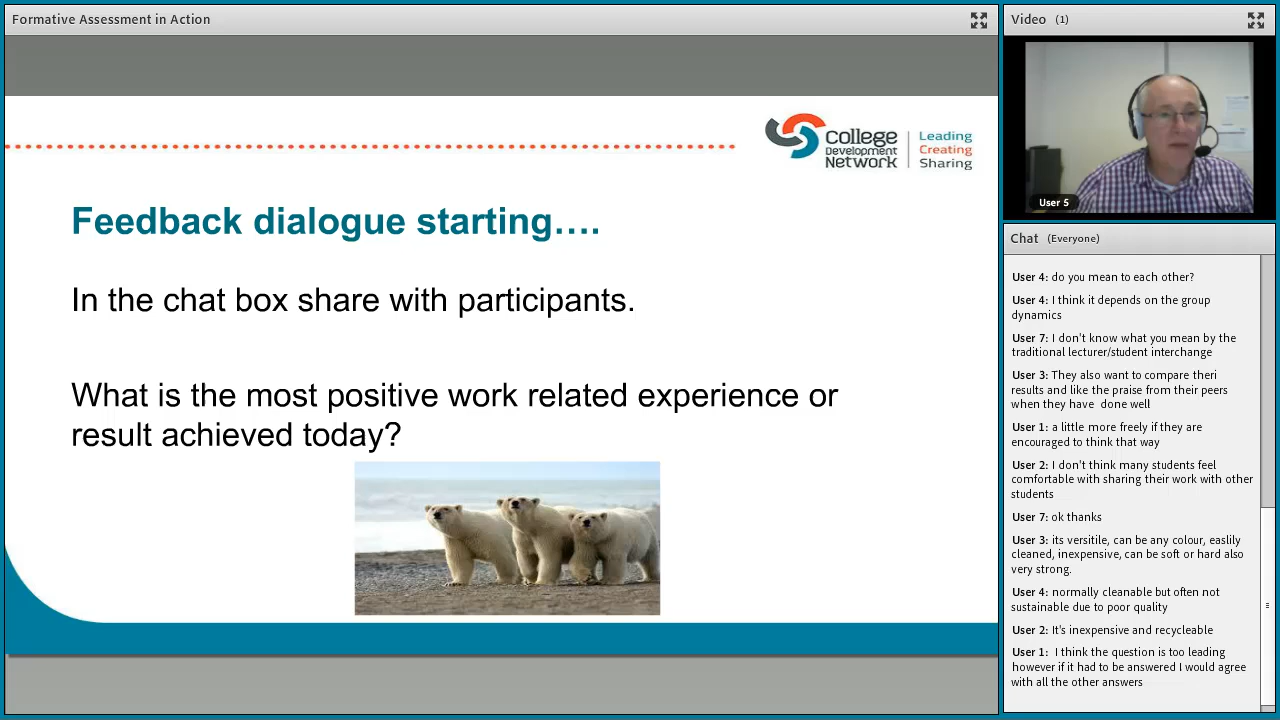 Formative Assessment in Action
College
Development
Network
Leading
Creating
Sharing
Feedback dialogue starting….
In the chat box share with participants.
What is the most positive work related experience or
result achieved today?
Video (1)
User 5
Chat (Everyone)
User 4: do you mean to each other?
User 4: I think it depends on the group
dynamics
User 7: I don't know what you mean by the
traditional lecturer/student interchange
User 3: They also want to compare theri
results and like the praise from their peers
when they have done well
User 1: a little more freely if they are
encouraged to think that way
User 2: I don't think many students feel
comfortable with sharing their work with other
students
User 7: ok thanks
User 3: its versitile, can be any colour, easlily
cleaned, inexpensive, can be soft or hard also
very strong.
User 4: normally cleanable but often not
sustainable due to poor quality
User 2: It's inexpensive and recycleable
User 1: I think the question is too leading
however if it had to be answered I would agree
with all the other answers